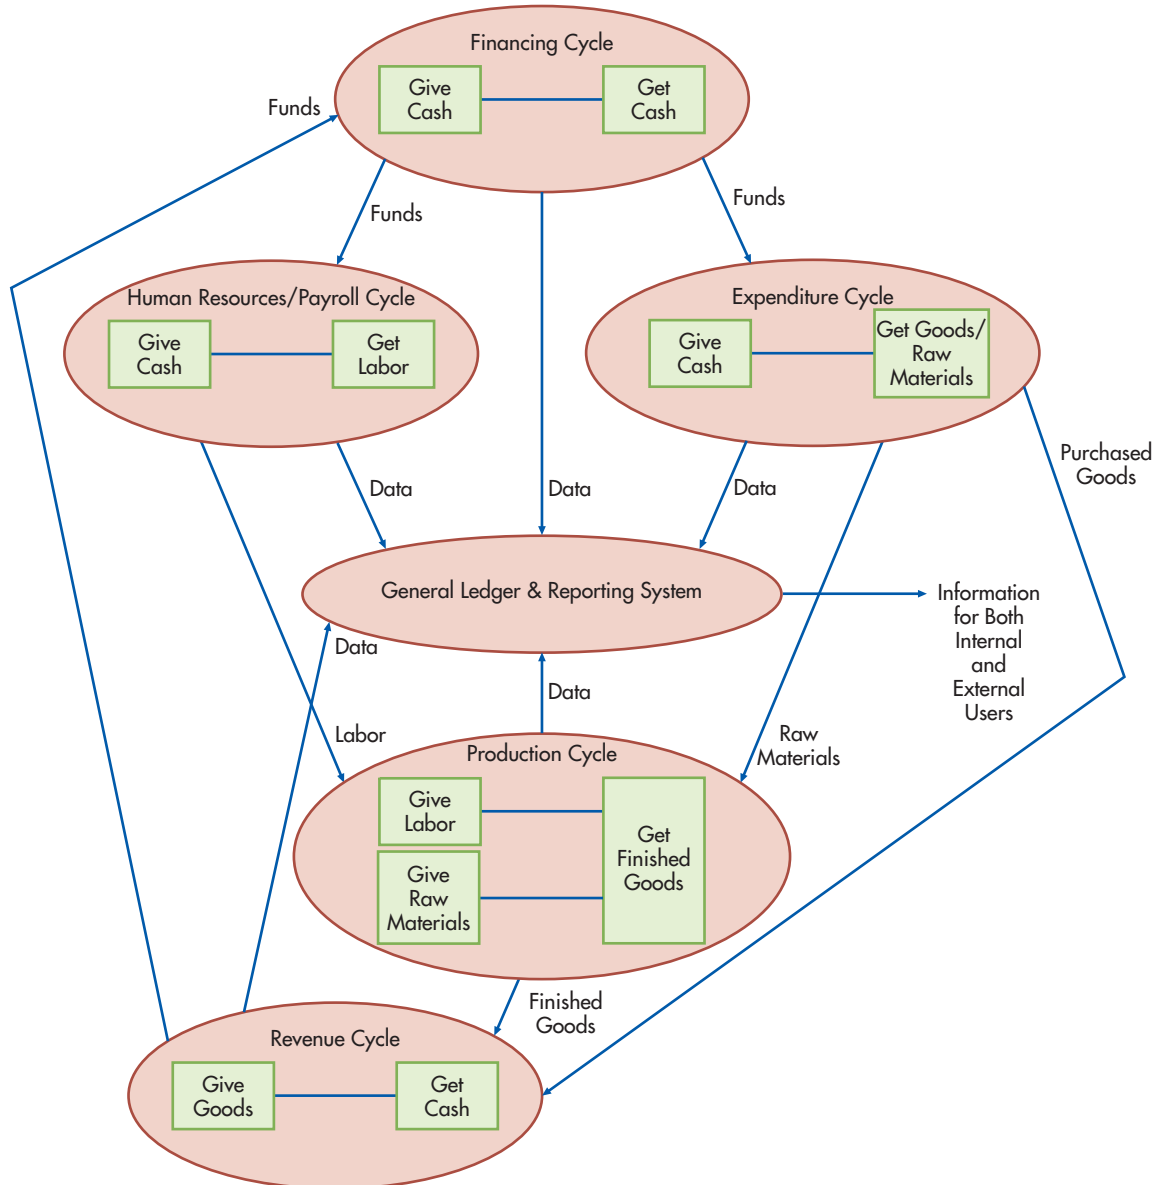 Financing Cycle
Give
Cash
Get
Cash
Funds
Funds
Funds
Human Resources/Payroll Cycle
Give
Cash
Get
Labor
Expenditure Cycle
Give
Cash
Get Goods/
Raw
Materials
Purchased
Goods
Data
Data
Data
General Ledger & Reporting System
Information
for Both
Internal
and
External
Users
Data
Data
Labor
Raw
Materials
Production Cycle
Give
Labor
Give
Raw
Materials
Get
Finished
Goods
Finished
Goods
Revenue Cycle
Give
Goods
Get
Cash